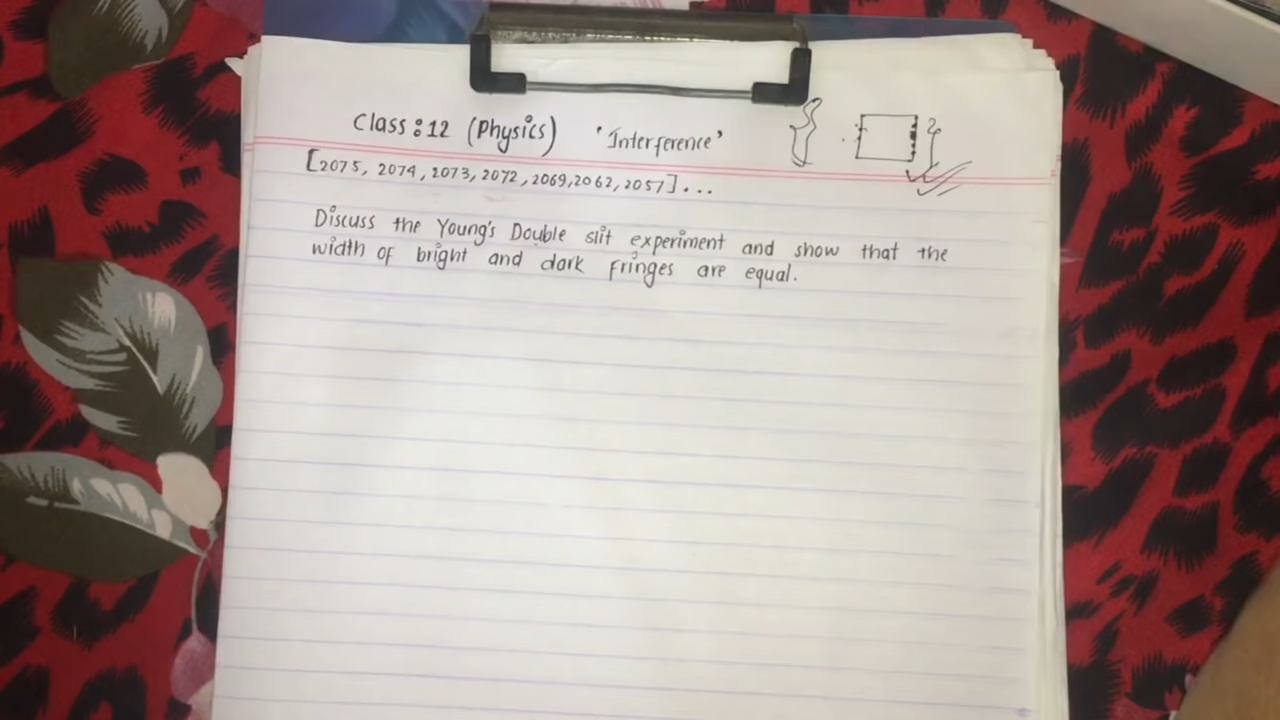 Class : 12 (Physics) 'Interference'
[2075, 2074, 2073, 2072, 2069, 2062, 2057]...
Discuss the Young's Double slit experiment and show that the
width of bright and dark fringes are equal.